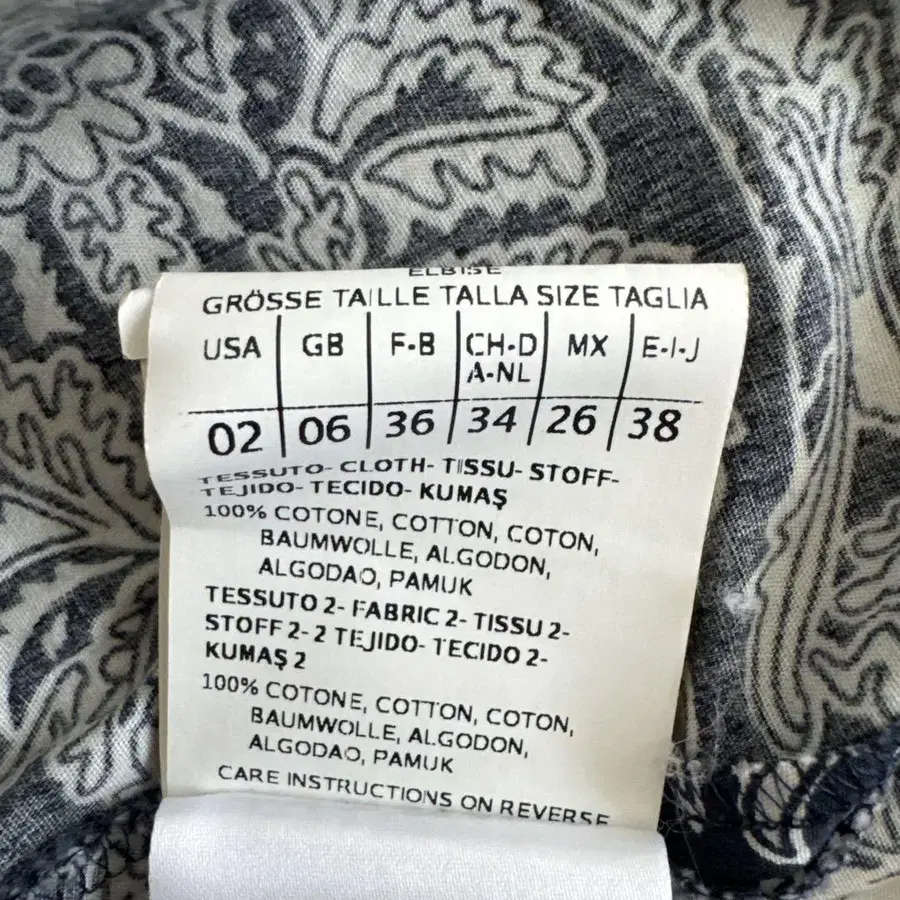 ELBISE
GRÖSSE TAILLE TALLA SIZE TAGLIA
USA GB F-B CH-D MX E-I-J
A-NL
02 06 36 34 26 38
TESSUTO- CLOTH- TISSU- STOFF-
TEJIDO- TECIDO- KUMAŞ
100% COTONE, COTTON, COTON,
BAUMWOLLE, ALGODON,
ALGODAO, PAMUK
TESSUTO 2- FABRIC 2- TISSU 2-
STOFF 2- 2 TEJIDO- TECIDO 2-
KUMAŞ 2
100% COTONE, COTTON, COTON,
BAUMWOLLE, ALGODON,
ALGODAO, PAMUK
CARE INSTRUCTIONS ON REVERSE